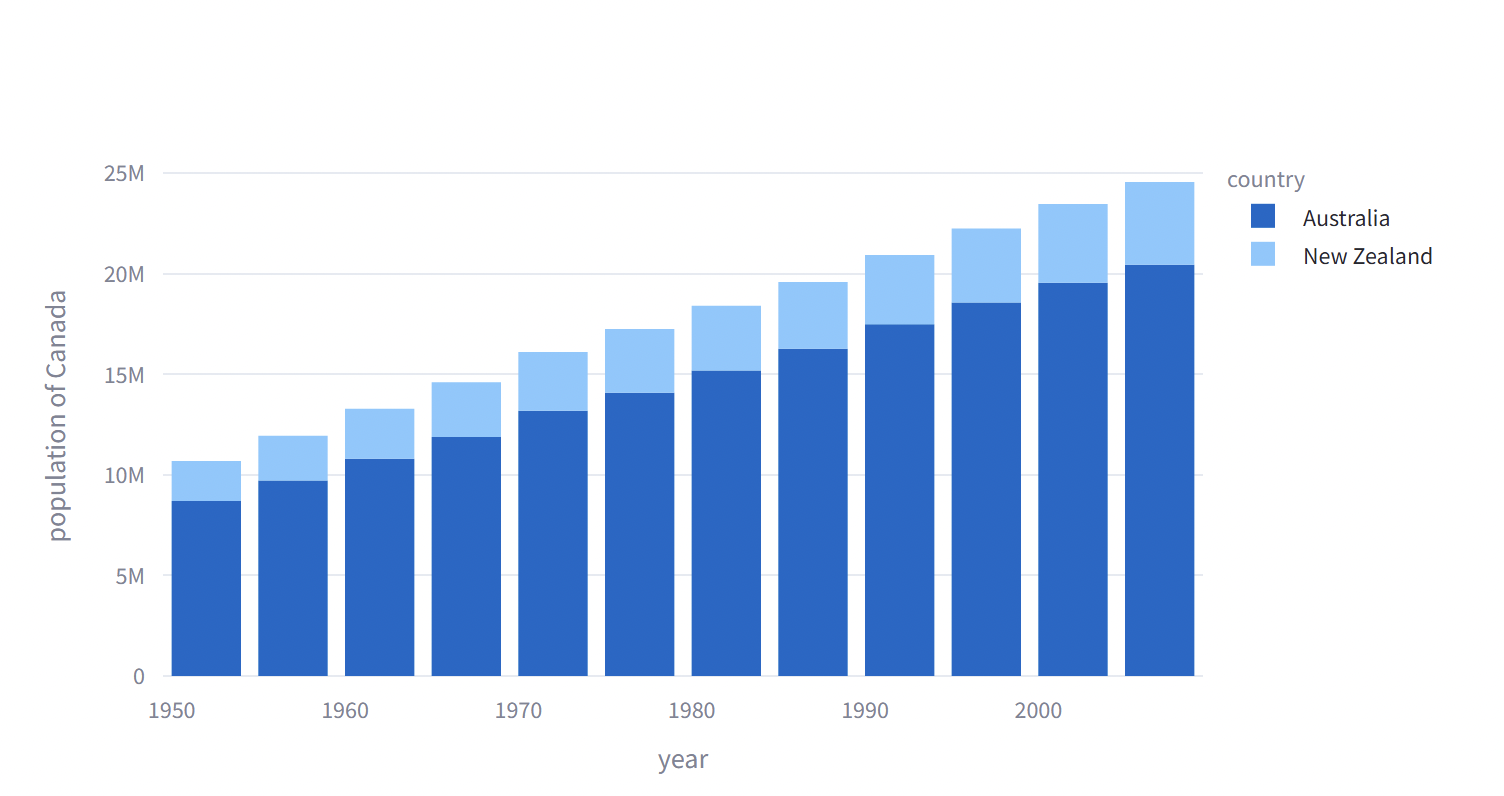 25M
20M
15M
10M
5M
0
population of Canada
1950 1960 1970 1980 1990 2000
year
country
Australia
New Zealand